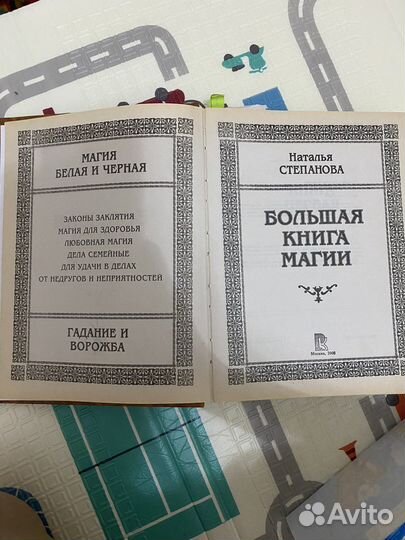 МАГИЯ
БЕЛАЯ И ЧЕРНАЯ
ЗАКОНЫ ЗАКЛЯТИЯ
МАГИЯ ДЛЯ ЗДОРОВЬЯ
ЛЮБОВНАЯ МАГИЯ
ДЕЛА СЕМЕЙНЫЕ
ДЛЯ УДАЧИ В ДЕЛАХ
ОТ НЕДРУГОВ И НЕПРИЯТНОСТЕЙ
ГАДАНИЕ И
ВОРОЖБА
Наталья
СТЕПАНОВА
БОЛЬШАЯ
КНИГА
МАГИИ
Москва, 2008
Avito